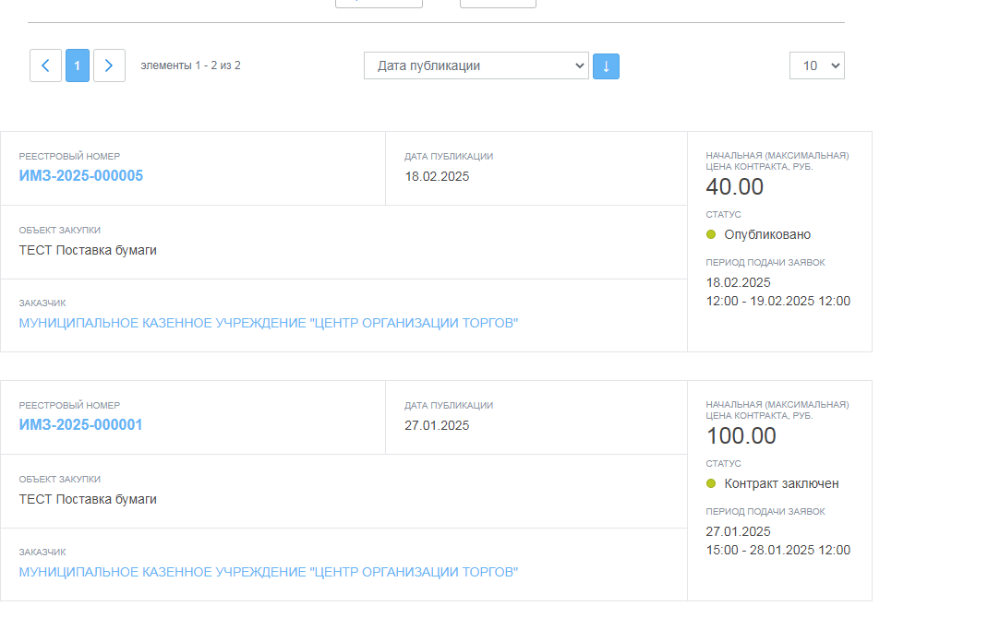 1
элементы 1 - 2 из 2
Дата публикации
↓
10
РЕЕСТРОВЫЙ НОМЕР
ИМЗ-2025-000005
ДАТА ПУБЛИКАЦИИ
18.02.2025
НАЧАЛЬНАЯ (МАКСИМАЛЬНАЯ)
ЦЕНА КОНТРАКТА, РУБ.
40.00
СТАТУС
Опубликовано
ПЕРИОД ПОДАЧИ ЗАЯВОК
18.02.2025
12:00 - 19.02.2025 12:00
ОБЪЕКТ ЗАКУПКИ
ТЕСТ Поставка бумаги
ЗАКАЗЧИК
МУНИЦИПАЛЬНОЕ КАЗЕННОЕ УЧРЕЖДЕНИЕ "ЦЕНТР ОРГАНИЗАЦИИ ТОРГОВ"
РЕЕСТРОВЫЙ НОМЕР
ИМЗ-2025-000001
ДАТА ПУБЛИКАЦИИ
27.01.2025
НАЧАЛЬНАЯ (МАКСИМАЛЬНАЯ)
ЦЕНА КОНТРАКТА, РУБ.
100.00
СТАТУС
Контракт заключен
ПЕРИОД ПОДАЧИ ЗАЯВОК
27.01.2025
15:00 - 28.01.2025 12:00
ОБЪЕКТ ЗАКУПКИ
ТЕСТ Поставка бумаги
ЗАКАЗЧИК
МУНИЦИПАЛЬНОЕ КАЗЕННОЕ УЧРЕЖДЕНИЕ "ЦЕНТР ОРГАНИЗАЦИИ ТОРГОВ"